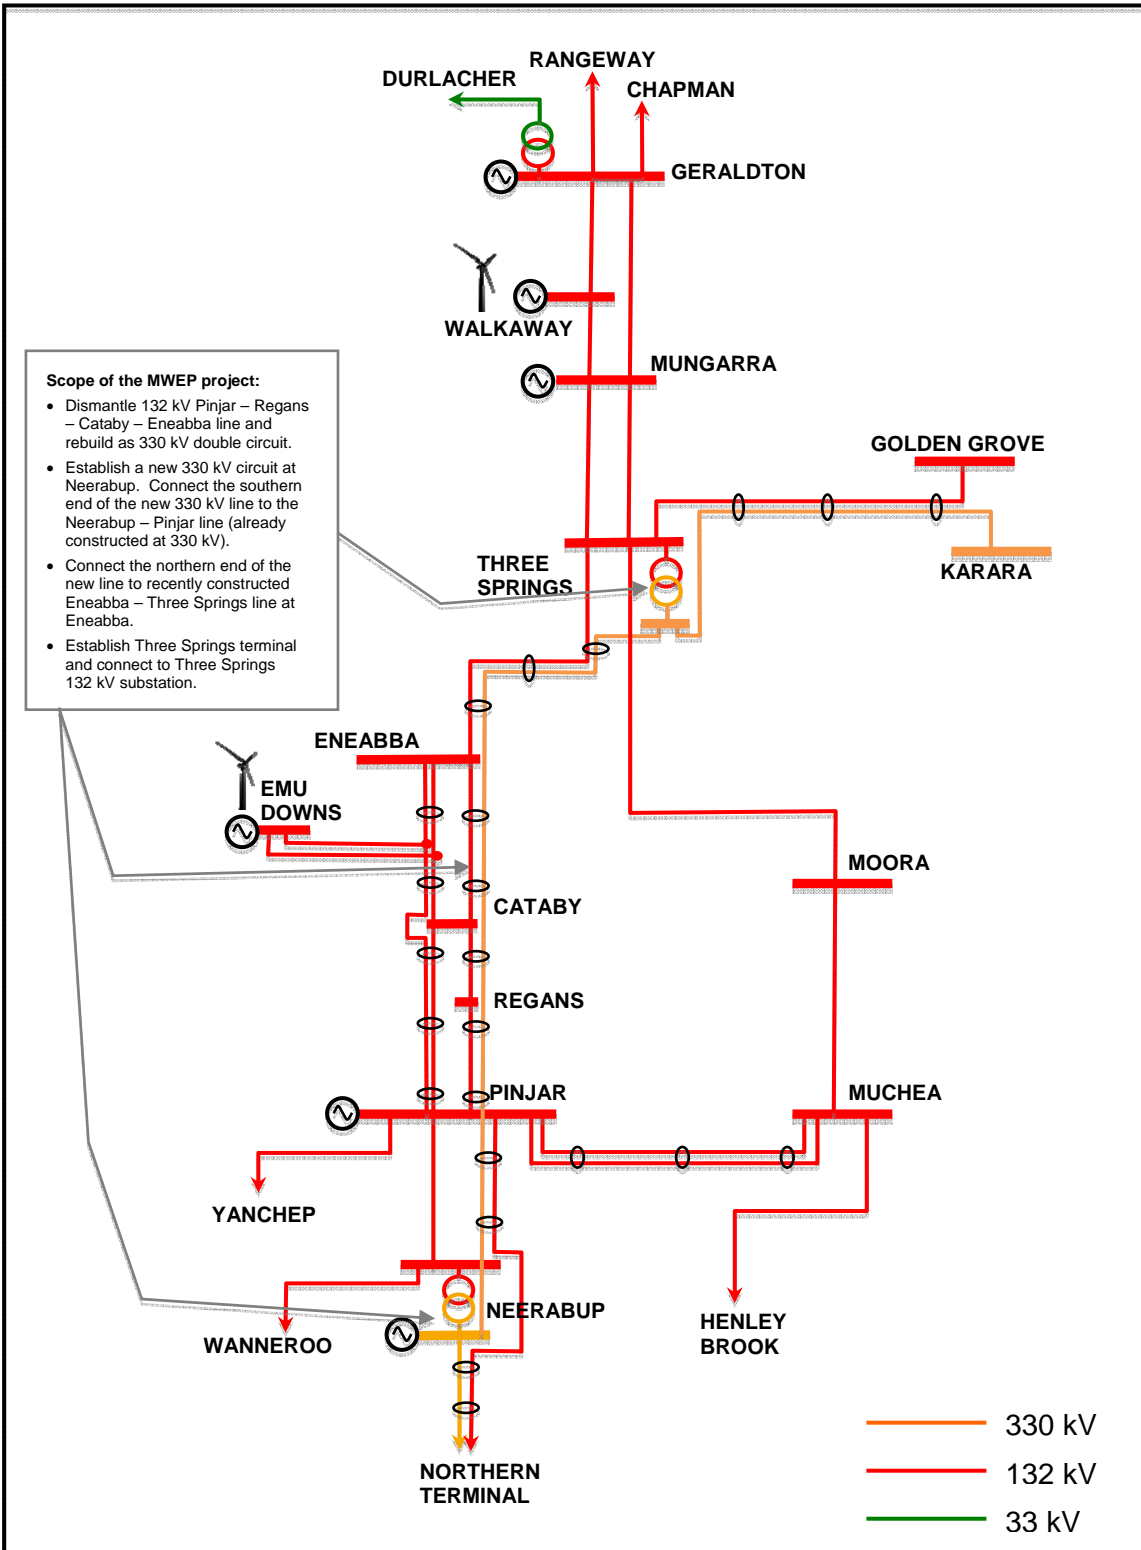 RANGEWAY
DURLACHER
CHAPMAN
GERALDTON
WALKAWAY
MUNGARRA
Scope of the MWEP project:
• Dismantle 132 kV Pinjar – Regans
– Cataby – Eneabba line and
rebuild as 330 kV double circuit.
• Establish a new 330 kV circuit at
Neerabup. Connect the southern
end of the new 330 kV line to the
Neerabup – Pinjar line (already
constructed at 330 kV).
• Connect the northern end of the
new line to recently constructed
Eneabba – Three Springs line at
Eneabba.
• Establish Three Springs terminal
and connect to Three Springs
132 kV substation.
GOLDEN GROVE
THREE
SPRINGS
KARARA
ENEABBA
EMU
DOWNS
MOORA
CATABY
REGANS
PINJAR
MUCHEA
YANCHEP
NEERABUP
WANNEROO
HENLEY
BROOK
NORTHERN
TERMINAL
330 kV
132 kV
33 kV